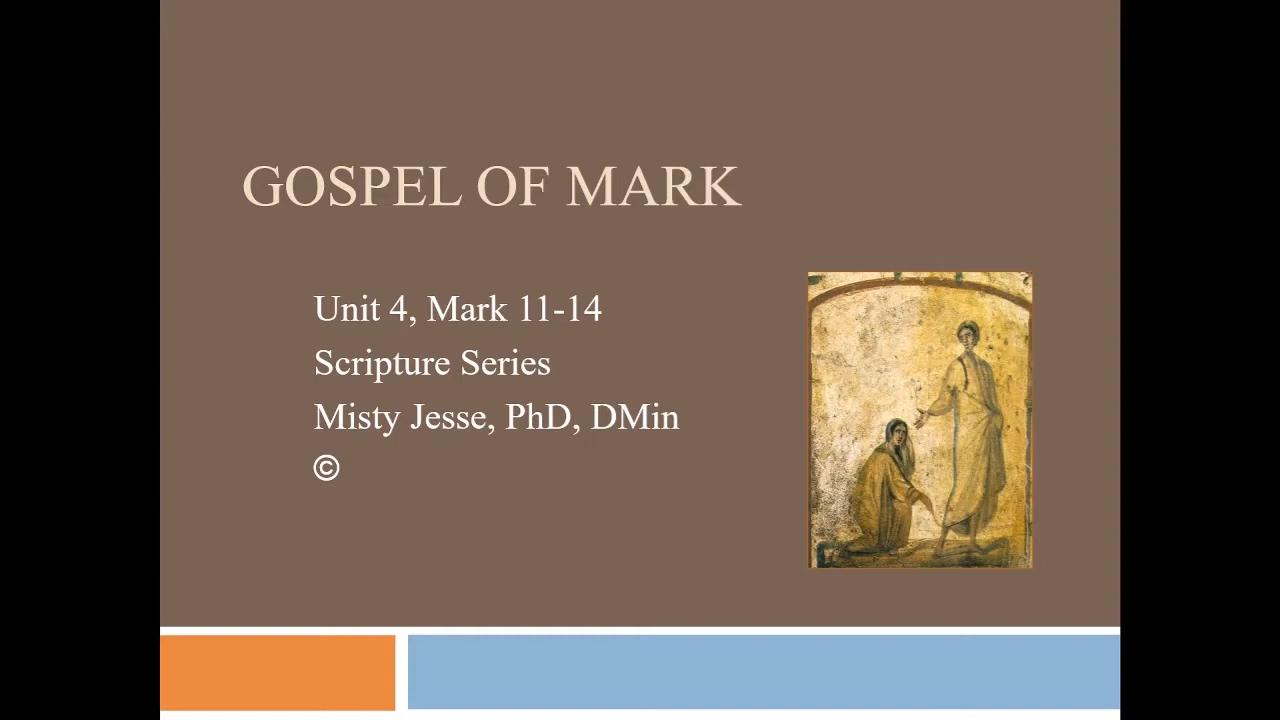 GOSPEL OF MARK
Unit 4, Mark 11-14
Scripture Series
Misty Jesse, PhD, DMin
©